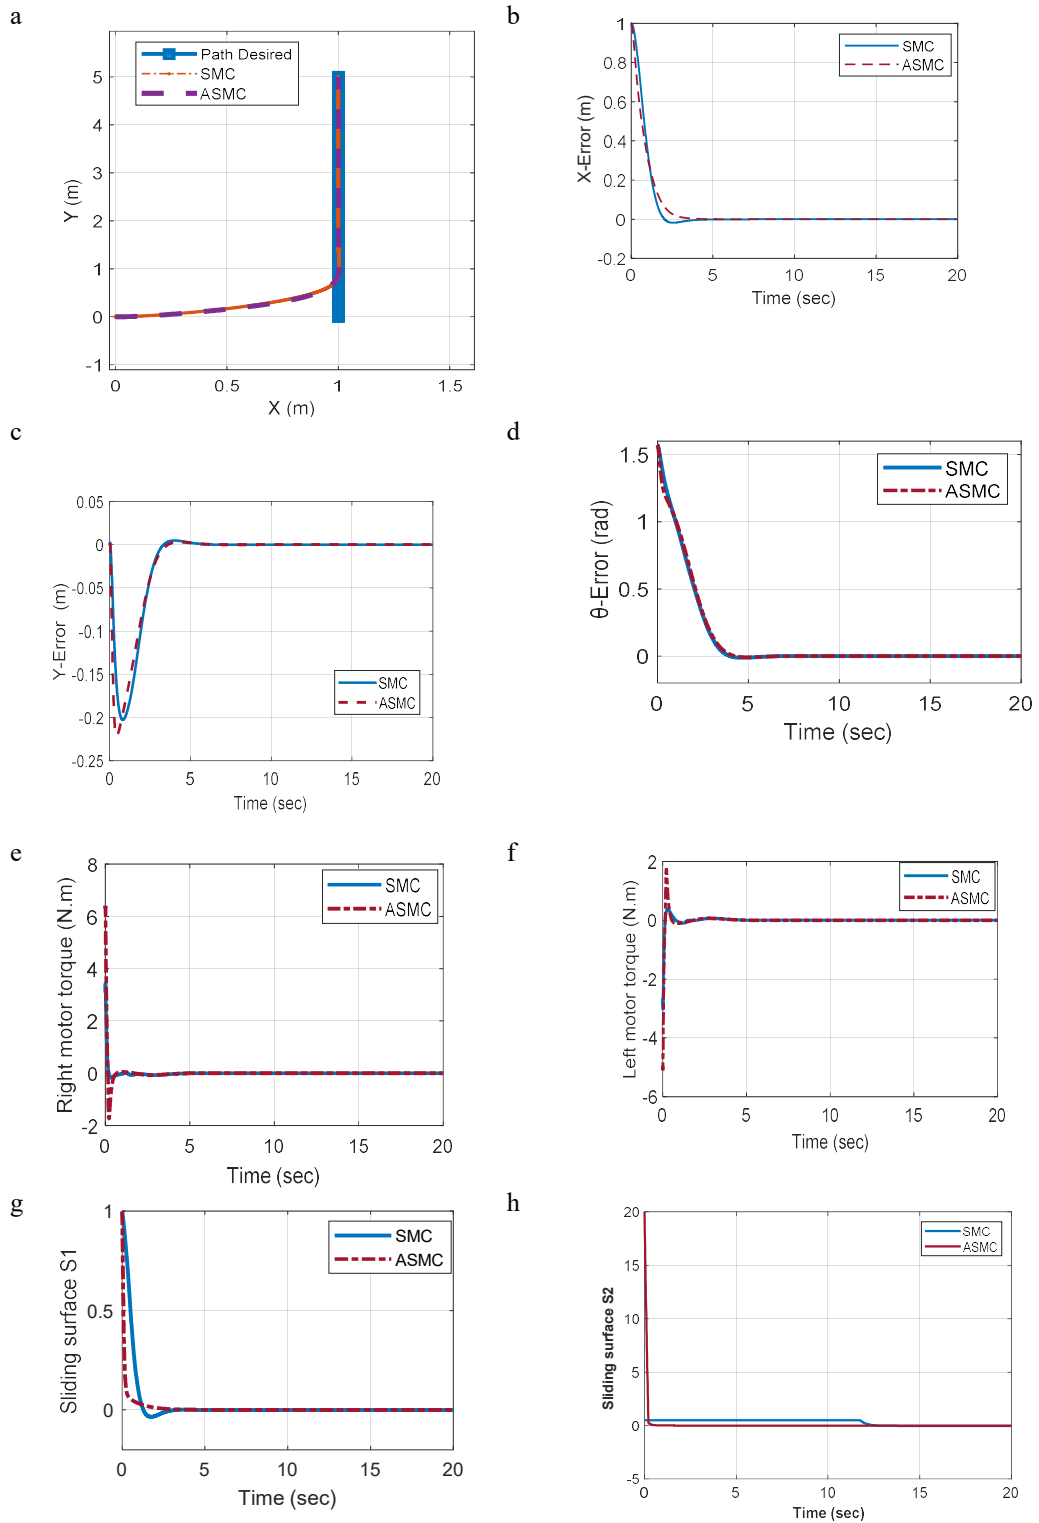 a
Path Desired
SMC
ASMC
5
4
3
2
1
0
-1
0
0.5
1
1.5
Y (m)
X (m)
b
SMC
ASMC
1
0.8
0.6
0.4
0.2
0
-0.2
0
5
10
15
20
X-Error (m)
Time (sec)
c
0.05
0
-0.05
-0.1
-0.15
-0.2
-0.25
SMC
ASMC
0
5
10
15
20
Y-Error (m)
Time (sec)
d
SMC
ASMC
1.5
1
0.5
0
0
5
10
15
20
θ-Error (rad)
Time (sec)
e
SMC
ASMC
8
6
4
2
0
-2
0
5
10
15
20
Right motor torque (N.m)
Time (sec)
f
SMC
ASMC
2
0
-2
-4
-6
0
5
10
15
20
Left motor torque (N.m)
Time (sec)
g
SMC
ASMC
1
0.5
0
0
5
10
15
20
Sliding surface S1
Time (sec)
h
SMC
ASMC
20
15
10
5
0
-5
0
5
10
15
20
Sliding surface S2
Time (sec)